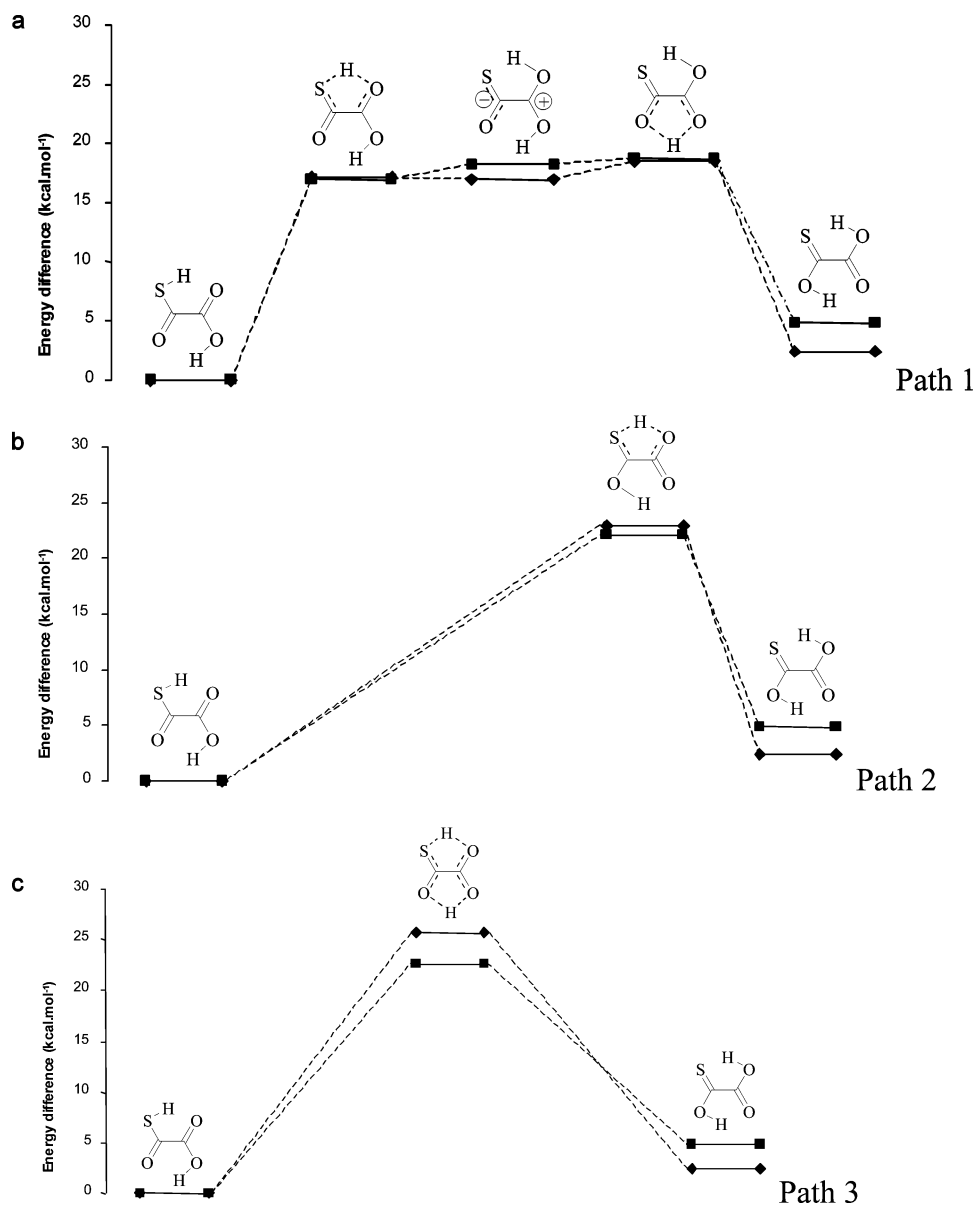 a
Energy difference (kcal.mol-1)
30
25
20
15
10
5
0
S H O
O O
H
S H O
O O
H
H
S O
⊖ ⊕
O O
H
H
S O
O O
H
H
S O
O H O
Path 1
b
Energy difference (kcal.mol-1)
30
25
20
15
10
5
0
S H O
O O
H
S H O
O O
H
H
S O
O H O
Path 2
c
Energy difference (kcal.mol-1)
30
25
20
15
10
5
0
H
S O
O O
H
H
S O
O O
H
H
S O
O O
H
Path 3